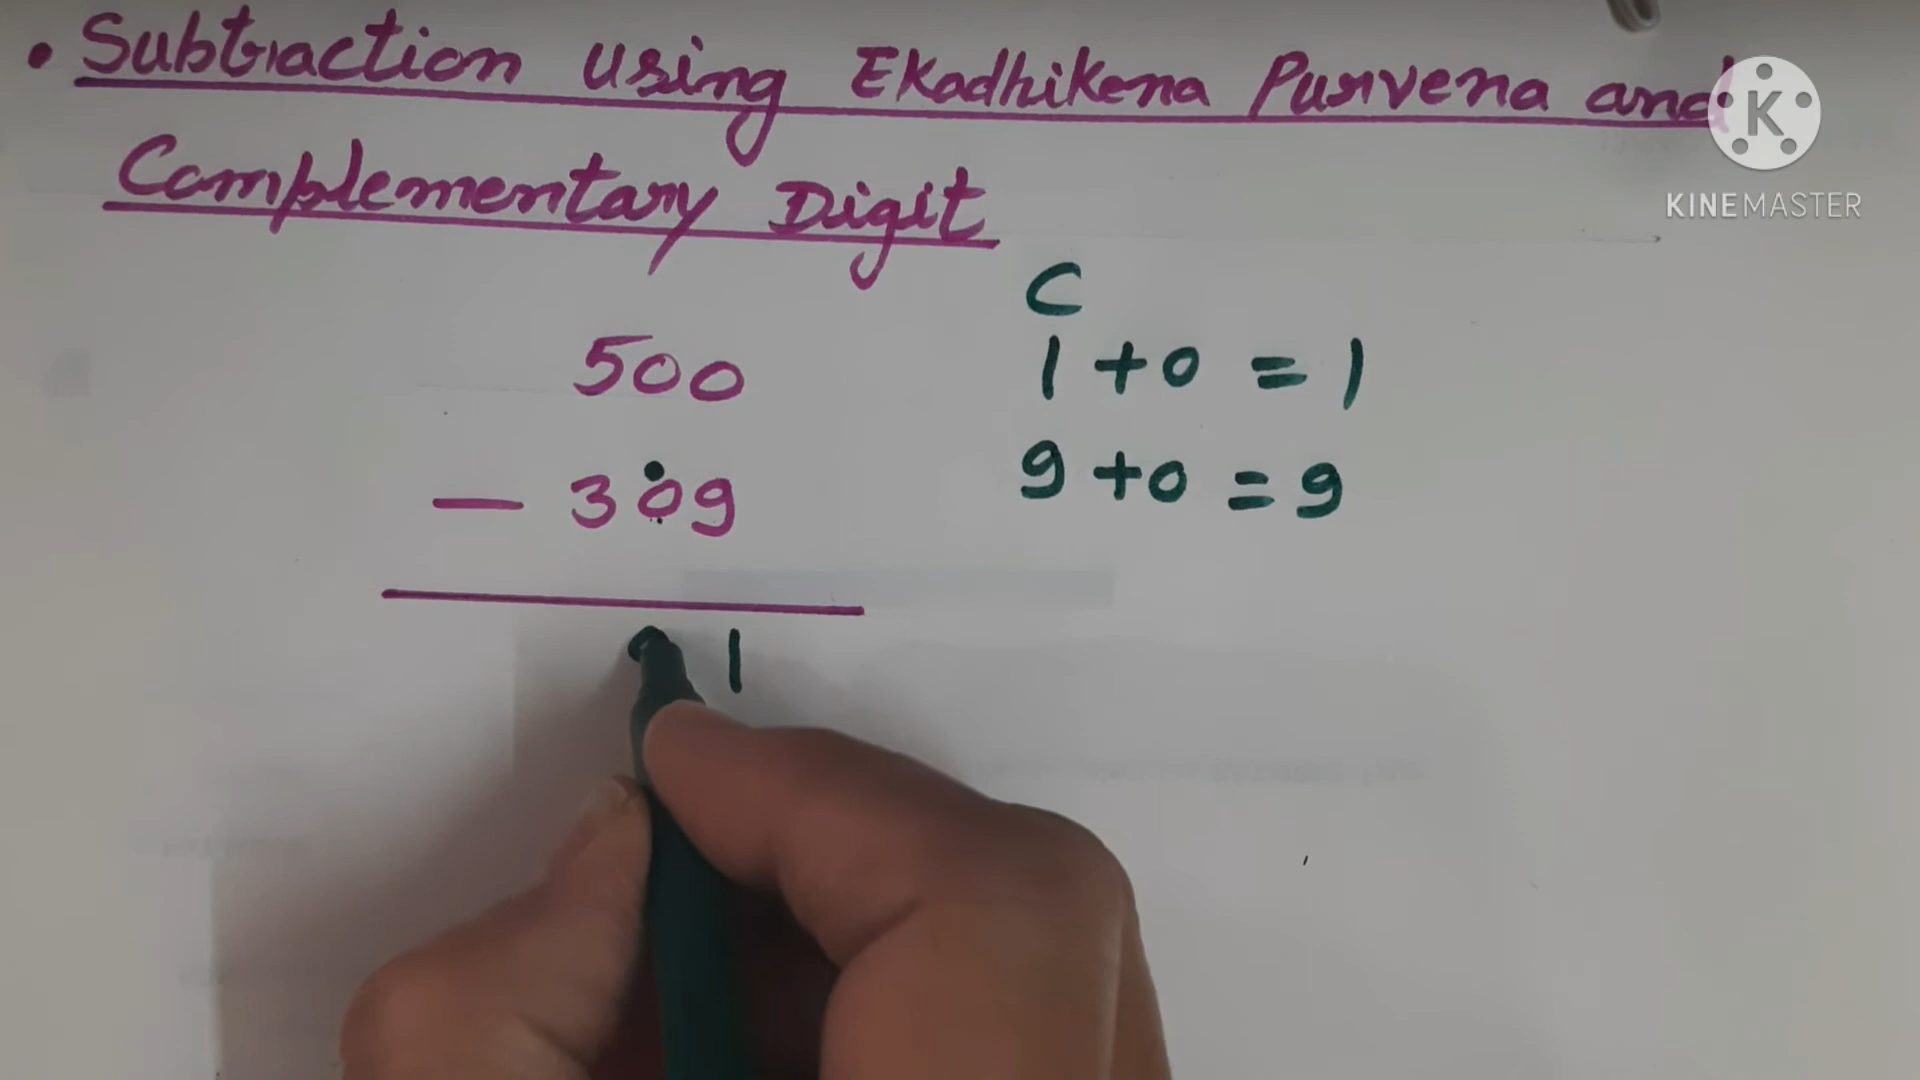 • Subtraction using Ekadhikena Purvena and
Complementary Digit
C
500 1 + 0 = 1
— 309 9 + 0 = 9
1
K
KINEMASTER